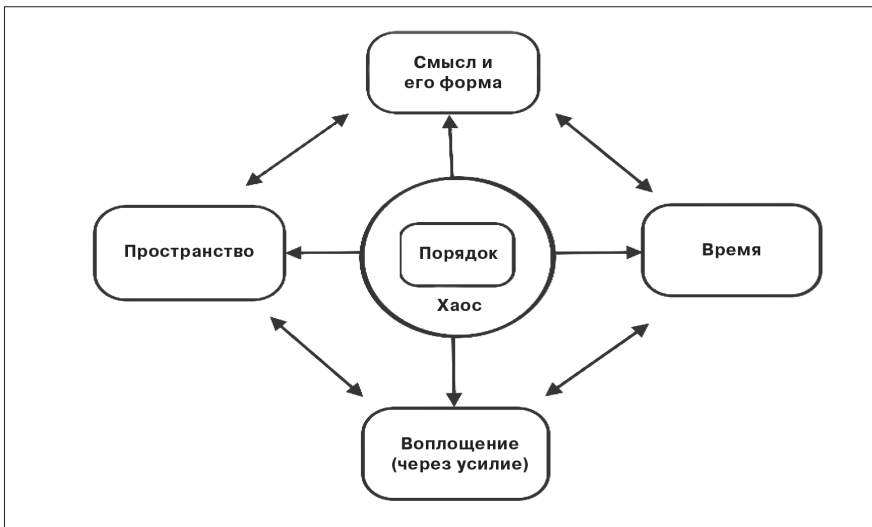 Смысл и
его форма
Пространство
Порядок
Хаос
Время
Воплощение
(через усилие)